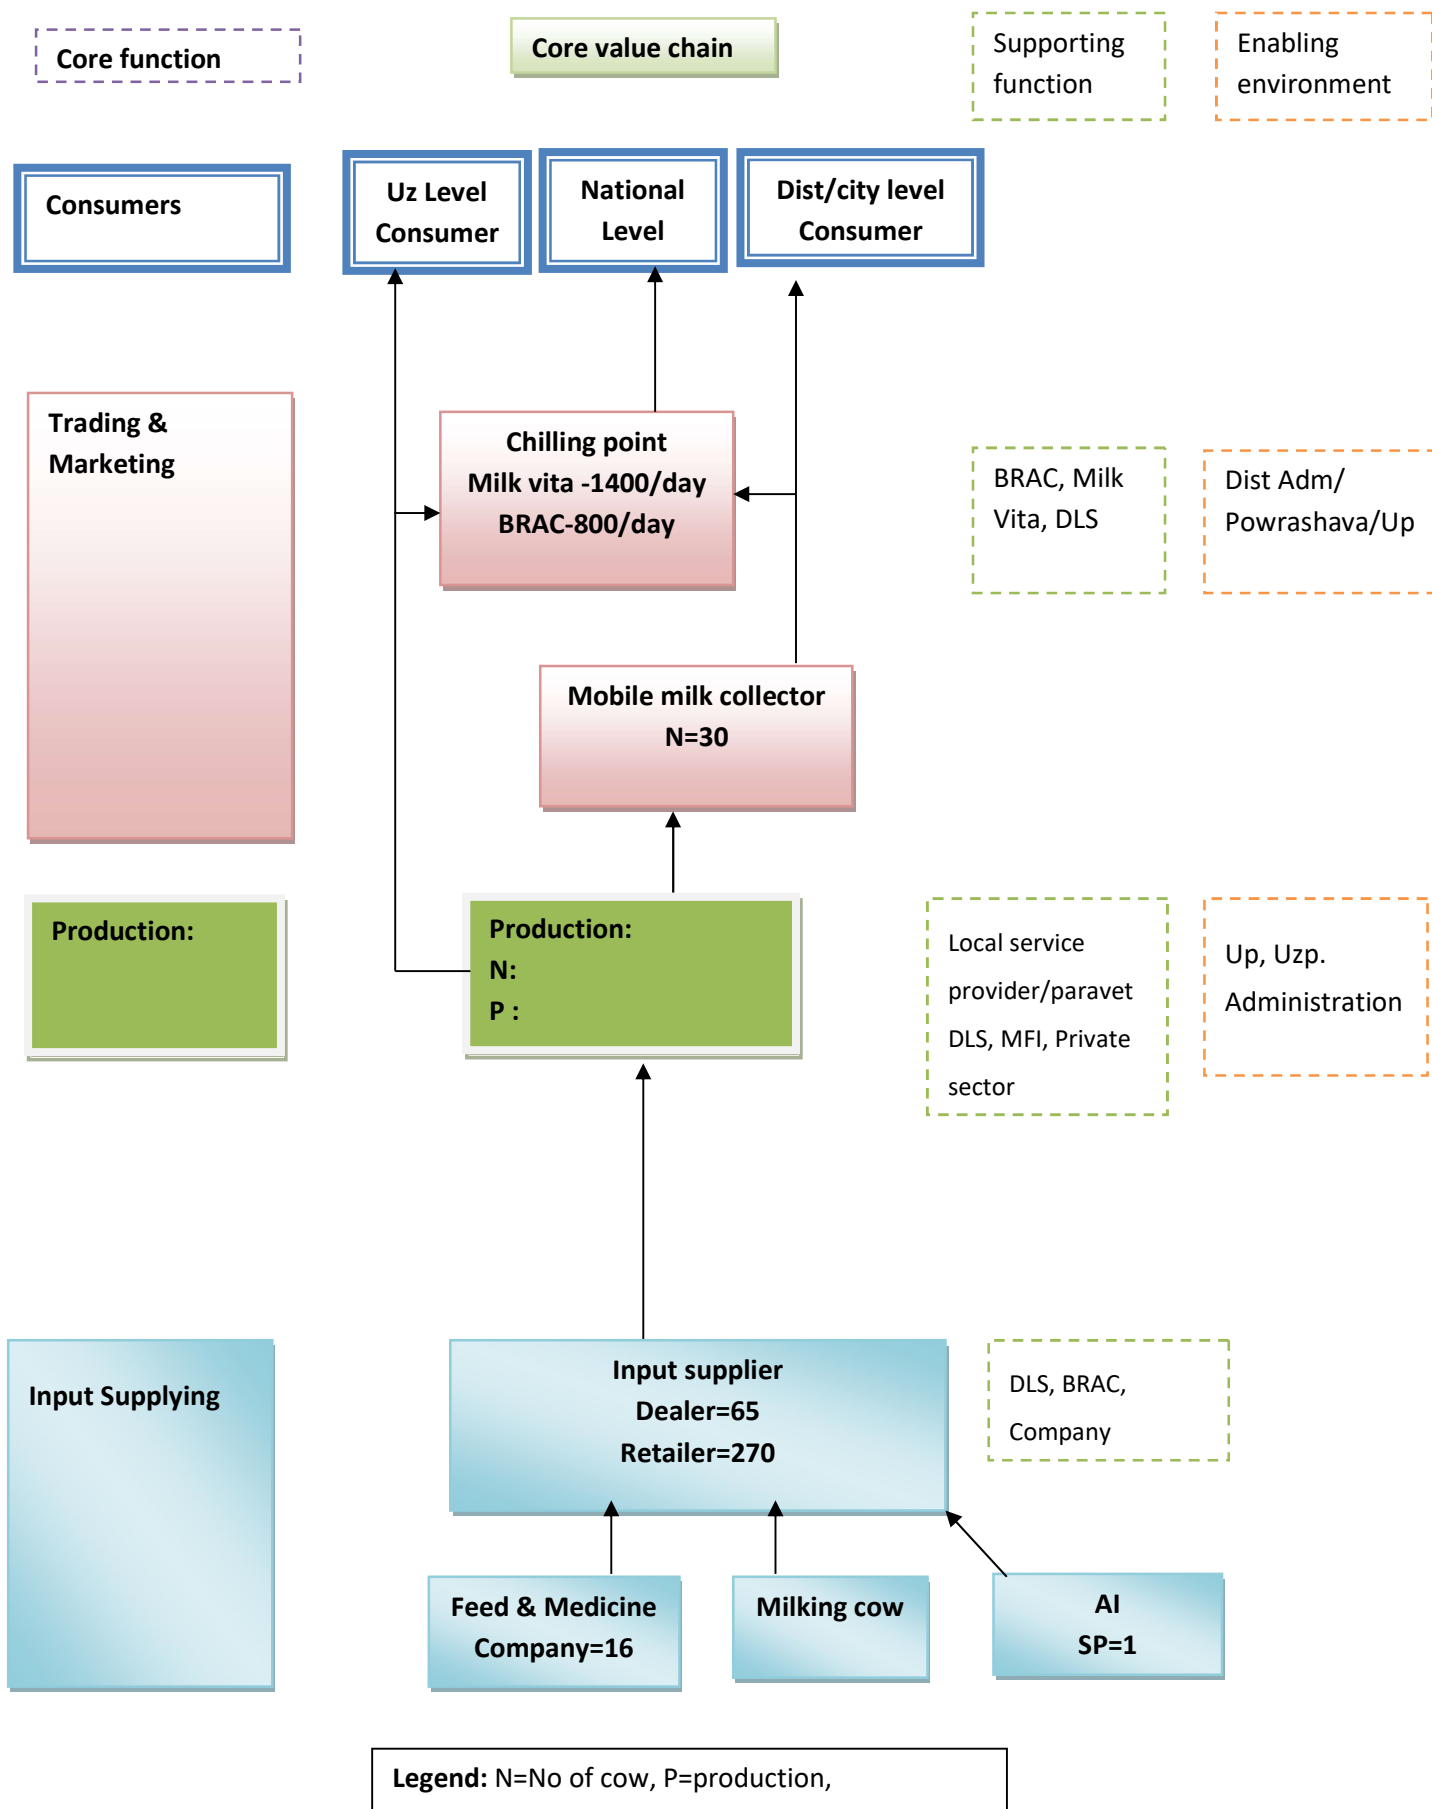 Core function
Core value chain
Supporting
function
Enabling
environment
Consumers
Uz Level
Consumer
National
Level
Dist/city level
Consumer
Trading &
Marketing
Chilling point
Milk vita -1400/day
BRAC-800/day
BRAC, Milk
Vita, DLS
Dist Adm/
Powrashava/Up
Mobile milk collector
N=30
Production:
Production:
N:
P :
Local service
provider/paravet
DLS, MFI, Private
sector
Up, Uzp.
Administration
Input Supplying
Input supplier
Dealer=65
Retailer=270
DLS, BRAC,
Company
Feed & Medicine
Company=16
Milking cow
AI
SP=1
Legend: N=No of cow, P=production,